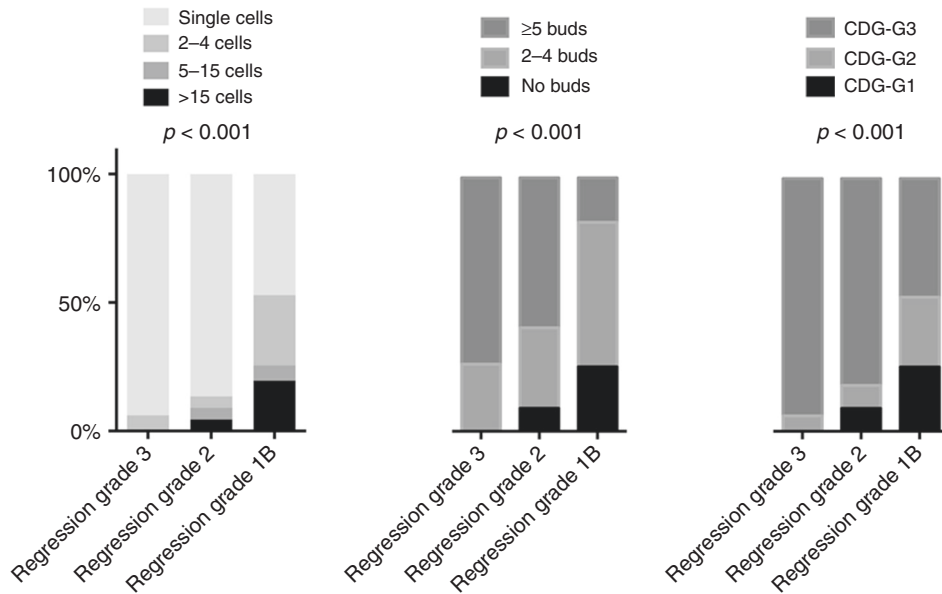 Single cells
2–4 cells
5–15 cells
>15 cells
p < 0.001
100%
50%
0%
Regression grade 3
Regression grade 2
Regression grade 1B
≥5 buds
2–4 buds
No buds
p < 0.001
Regression grade 3
Regression grade 2
Regression grade 1B
CDG-G3
CDG-G2
CDG-G1
p < 0.001
Regression grade 3
Regression grade 2
Regression grade 1B